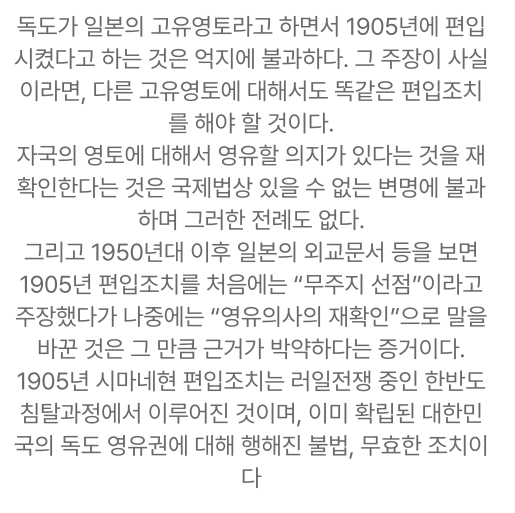 독도가 일본의 고유영토라고 하면서 1905년에 편입
시켰다고 하는 것은 억지에 불과하다. 그 주장이 사실
이라면, 다른 고유영토에 대해서도 똑같은 편입조치
를 해야 할 것이다.
자국의 영토에 대해서 영유할 의지가 있다는 것을 재
확인한다는 것은 국제법상 있을 수 없는 변명에 불과
하며 그러한 전례도 없다.
그리고 1950년대 이후 일본의 외교문서 등을 보면
1905년 편입조치를 처음에는 “무주지 선점”이라고
주장했다가 나중에는 “영유의사의 재확인”으로 말을
바꾼 것은 그 만큼 근거가 박약하다는 증거이다.
1905년 시마네현 편입조치는 러일전쟁 중인 한반도
침탈과정에서 이루어진 것이며, 이미 확립된 대한민
국의 독도 영유권에 대해 행해진 불법, 무효한 조치이
다